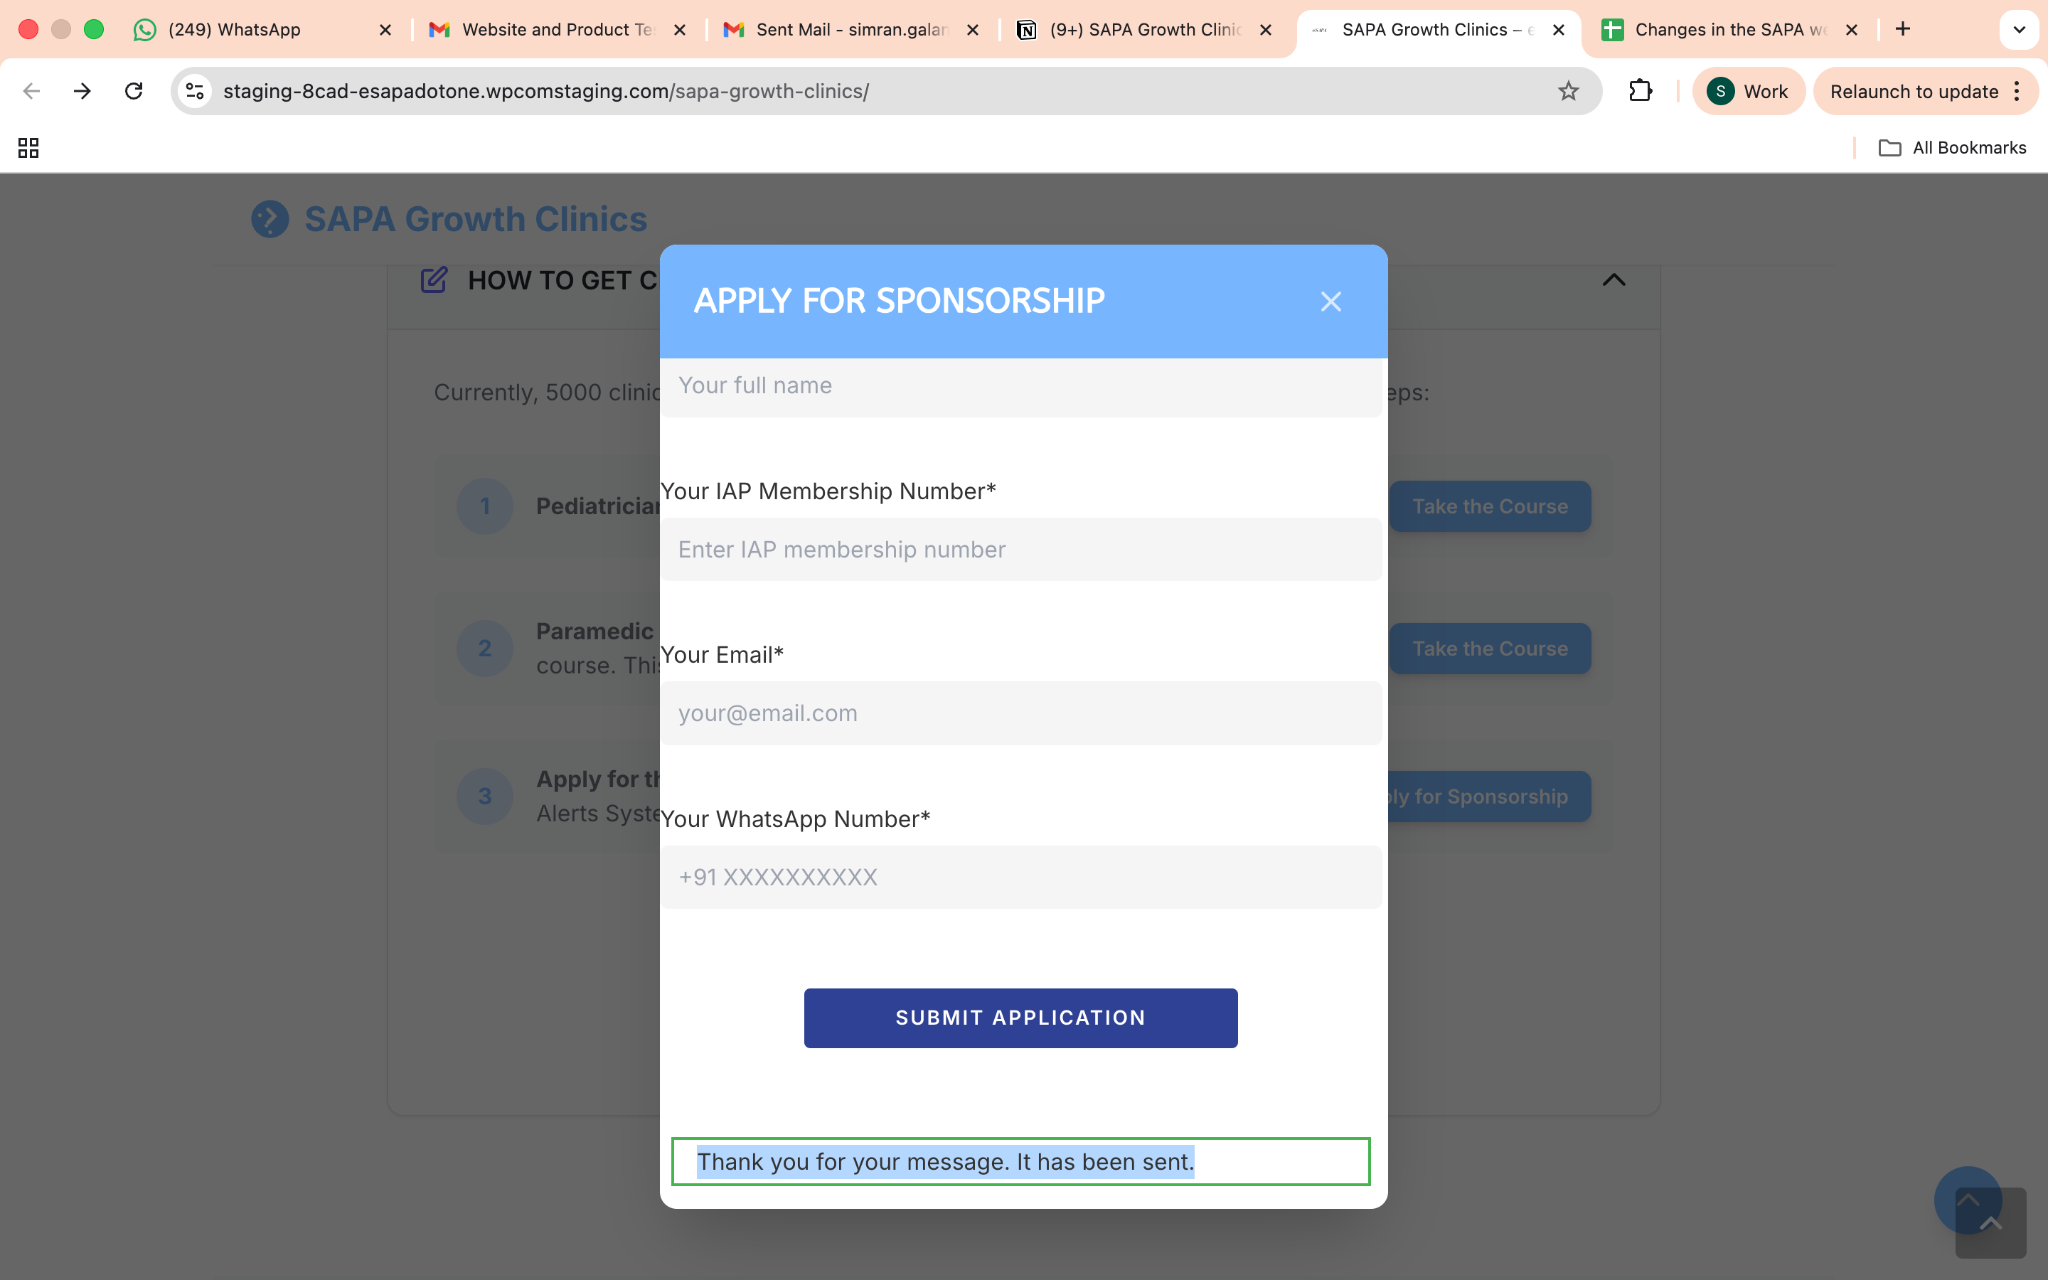 (249) WhatsApp
Website and Product Te
Sent Mail - simran.galan
(9+) SAPA Growth Clinic
SAPA Growth Clinics – e
Changes in the SAPA we
staging-8cad-esapadotone.wpcomstaging.com/sapa-growth-clinics/
S Work
Relaunch to update
All Bookmarks
SAPA Growth Clinics
HOW TO GET C
APPLY FOR SPONSORSHIP
Currently, 5000 clinic
eps:
Your full name
1
Pediatrician
Your IAP Membership Number*
Take the Course
Enter IAP membership number
2
Paramedic
course. This
Your Email*
Take the Course
your@email.com
3
Apply for th
Alerts Syste
Your WhatsApp Number*
ply for Sponsorship
+91 XXXXXXXXXX
SUBMIT APPLICATION
Thank you for your message. It has been sent.